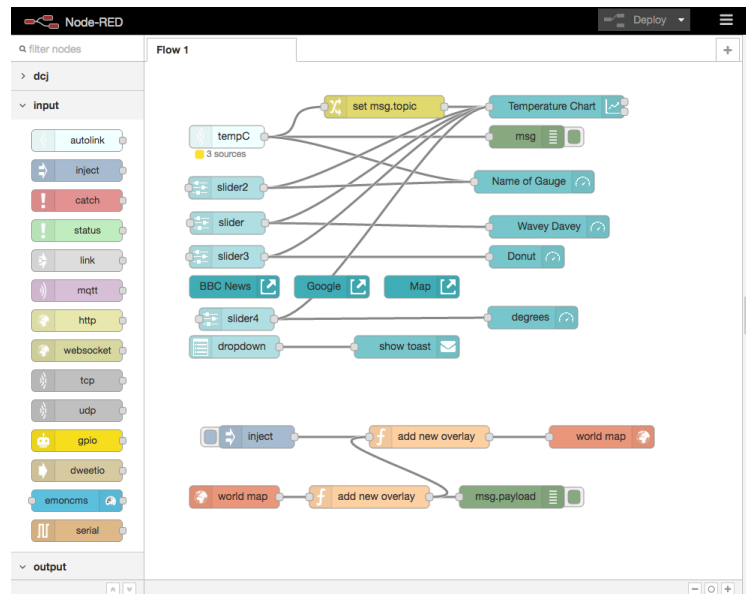 Node-RED
Deploy
filter nodes
Flow 1
dcj
input
autolink
inject
catch
status
link
mqtt
http
websocket
tcp
udp
gpio
dweetio
emoncms
serial
output
set msg.topic
Temperature Chart
tempC
msg
3 sources
slider2
Name of Gauge
slider
Wavey Davey
slider3
Donut
BBC News
Google
Map
slider4
degrees
dropdown
show toast
inject
add new overlay
world map
world map
add new overlay
msg.payload